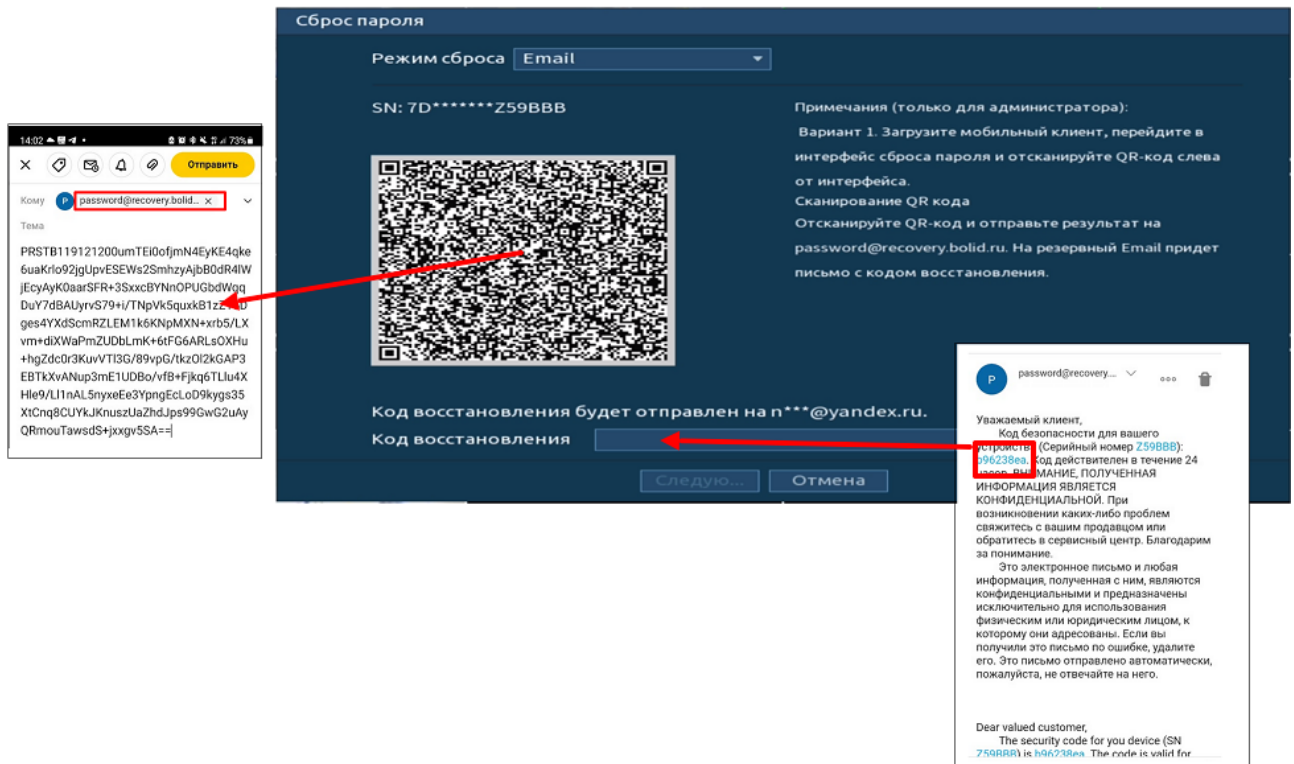 Сброс пароля
Режим сброса Email
SN: 7D*******Z59BBB
Примечания (только для администратора):
Вариант 1. Загрузите мобильный клиент, перейдите в
интерфейс сброса пароля и отсканируйте QR-код слева
от интерфейса.
Сканирование QR кода
Отсканируйте QR-код и отправьте результат на
password@recovery.bolid.ru. На резервный Email придет
письмо с кодом восстановления.
Код восстановления будет отправлен на n***@yandex.ru.
Код восстановления
Следую... Отмена
14:02 73%
Отправить
Кому P password@recovery.bolid... ×
Тема
PRSTB119121200umTEi0ofjmN4EyKE4qke
6uaKrlo92jgUpvESEWs2SmhzyAjbB0dR4lW
jEcyAyK0aarSFR+3SxxcBYNnOPUGbdWqq
DuY7dBAUyrvS79+i/TNpVk5quxkB1zZ
ges4YXdScmRZLEM1k6KNpMXN+xrb5/LX
vm+diXWaPmZUDbLmK+6tFG6ARLsOXHu
+hgZdc0r3KuvVTI3G/89vpG/tkzOl2kGAP3
EBTkXvANup3mE1UDBo/vfB+Fjkq6TLlu4X
Hle9/Ll1nAL5nyxeEe3YpngEcLoD9kygs35
XtCnq8CUYkJKnuszUaZhdJps99GwG2uAy
QRmouTawsdS+jxxgv5SA==
P password@recovery....
Уважаемый клиент,
Код безопасности для вашего
устройства (Серийный номер Z59BBB):
b96238ea. Код действителен в течение 24
часов. ВНИМАНИЕ, ПОЛУЧЕННАЯ
ИНФОРМАЦИЯ ЯВЛЯЕТСЯ
КОНФИДЕНЦИАЛЬНОЙ. При
возникновении каких-либо проблем
свяжитесь с вашим продавцом или
обратитесь в сервисный центр. Благодарим
за понимание.
Это электронное письмо и любая
информация, полученная с ним, являются
конфиденциальными и предназначены
исключительно для использования
физическим или юридическим лицом, к
которому они адресованы. Если вы
получили это письмо по ошибке, удалите
его. Это письмо отправлено автоматически,
пожалуйста, не отвечайте на него.
Dear valued customer,
The security code for you device (SN
Z59BBB) is b96238ea. The code is valid for